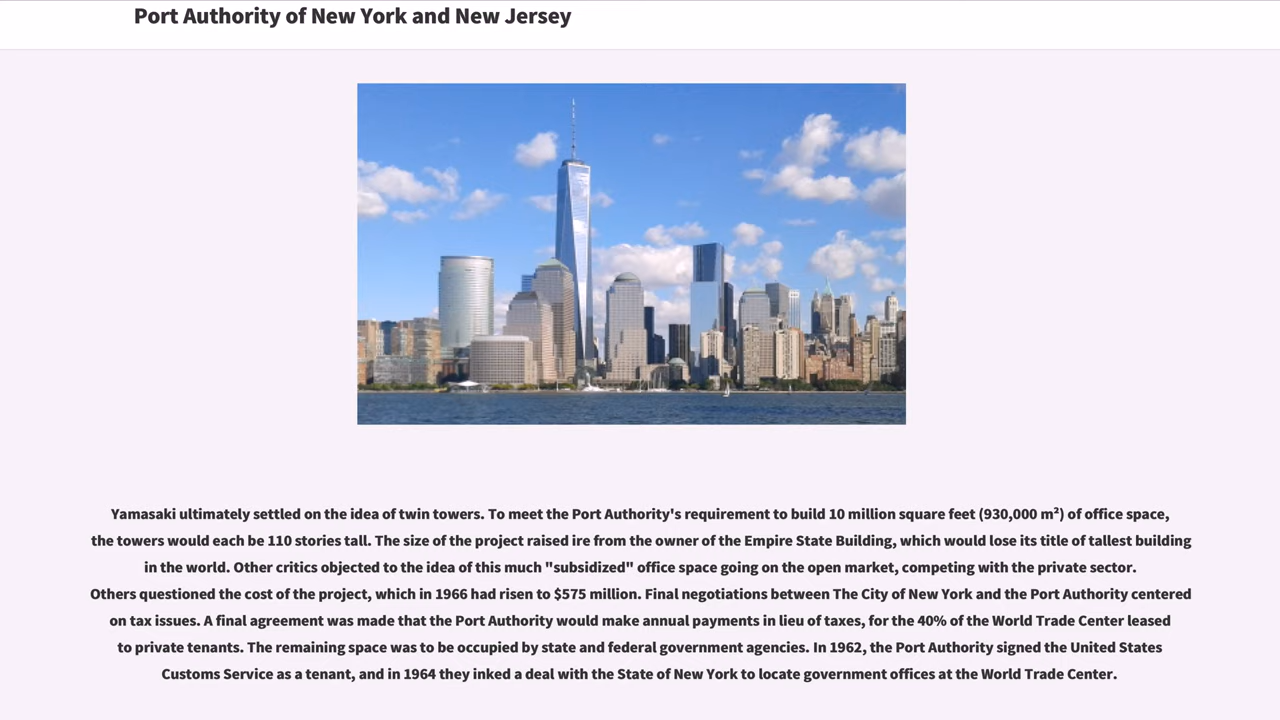 Port Authority of New York and New Jersey
Yamasaki ultimately settled on the idea of twin towers. To meet the Port Authority's requirement to build 10 million square feet (930,000 m²) of office space,
the towers would each be 110 stories tall. The size of the project raised ire from the owner of the Empire State Building, which would lose its title of tallest building
in the world. Other critics objected to the idea of this much "subsidized" office space going on the open market, competing with the private sector.
Others questioned the cost of the project, which in 1966 had risen to $575 million. Final negotiations between The City of New York and the Port Authority centered
on tax issues. A final agreement was made that the Port Authority would make annual payments in lieu of taxes, for the 40% of the World Trade Center leased
to private tenants. The remaining space was to be occupied by state and federal government agencies. In 1962, the Port Authority signed the United States
Customs Service as a tenant, and in 1964 they inked a deal with the State of New York to locate government offices at the World Trade Center.